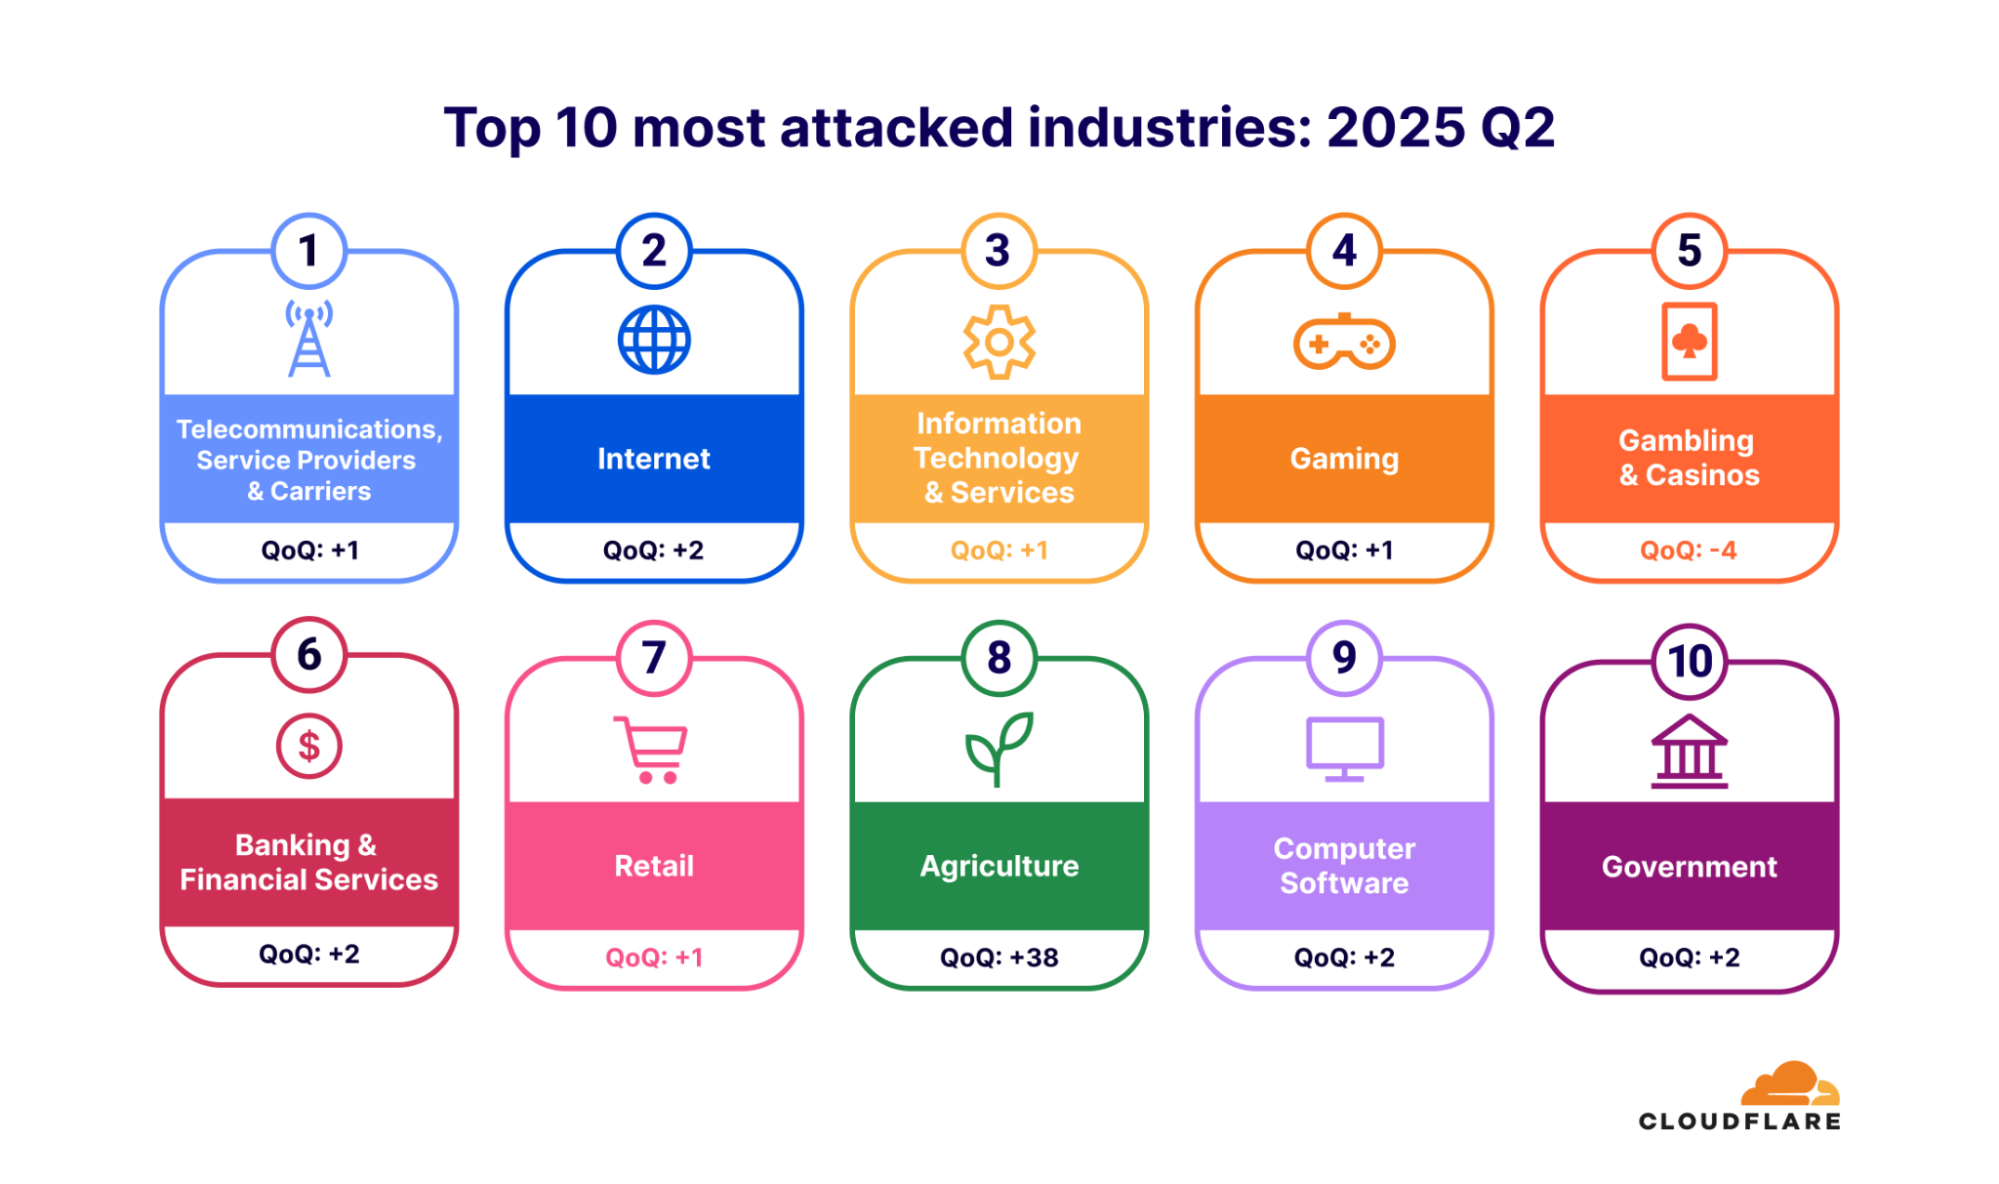 Top 10 most attacked industries: 2025 Q2
1
Telecommunications,
Service Providers
& Carriers
QoQ: +1
2
Internet
QoQ: +2
3
Information
Technology
& Services
QoQ: +1
4
Gaming
QoQ: +1
5
Gambling
& Casinos
QoQ: -4
6
$
Banking &
Financial Services
QoQ: +2
7
Retail
QoQ: +1
8
Agriculture
QoQ: +38
9
Computer
Software
QoQ: +2
10
Government
QoQ: +2
CLOUDFLARE